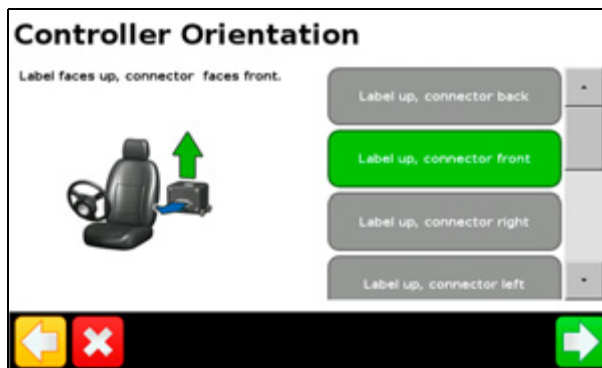 Controller Orientation
Label faces up, connector faces front.
Label up, connector back
Label up, connector front
Label up, connector right
Label up, connector left